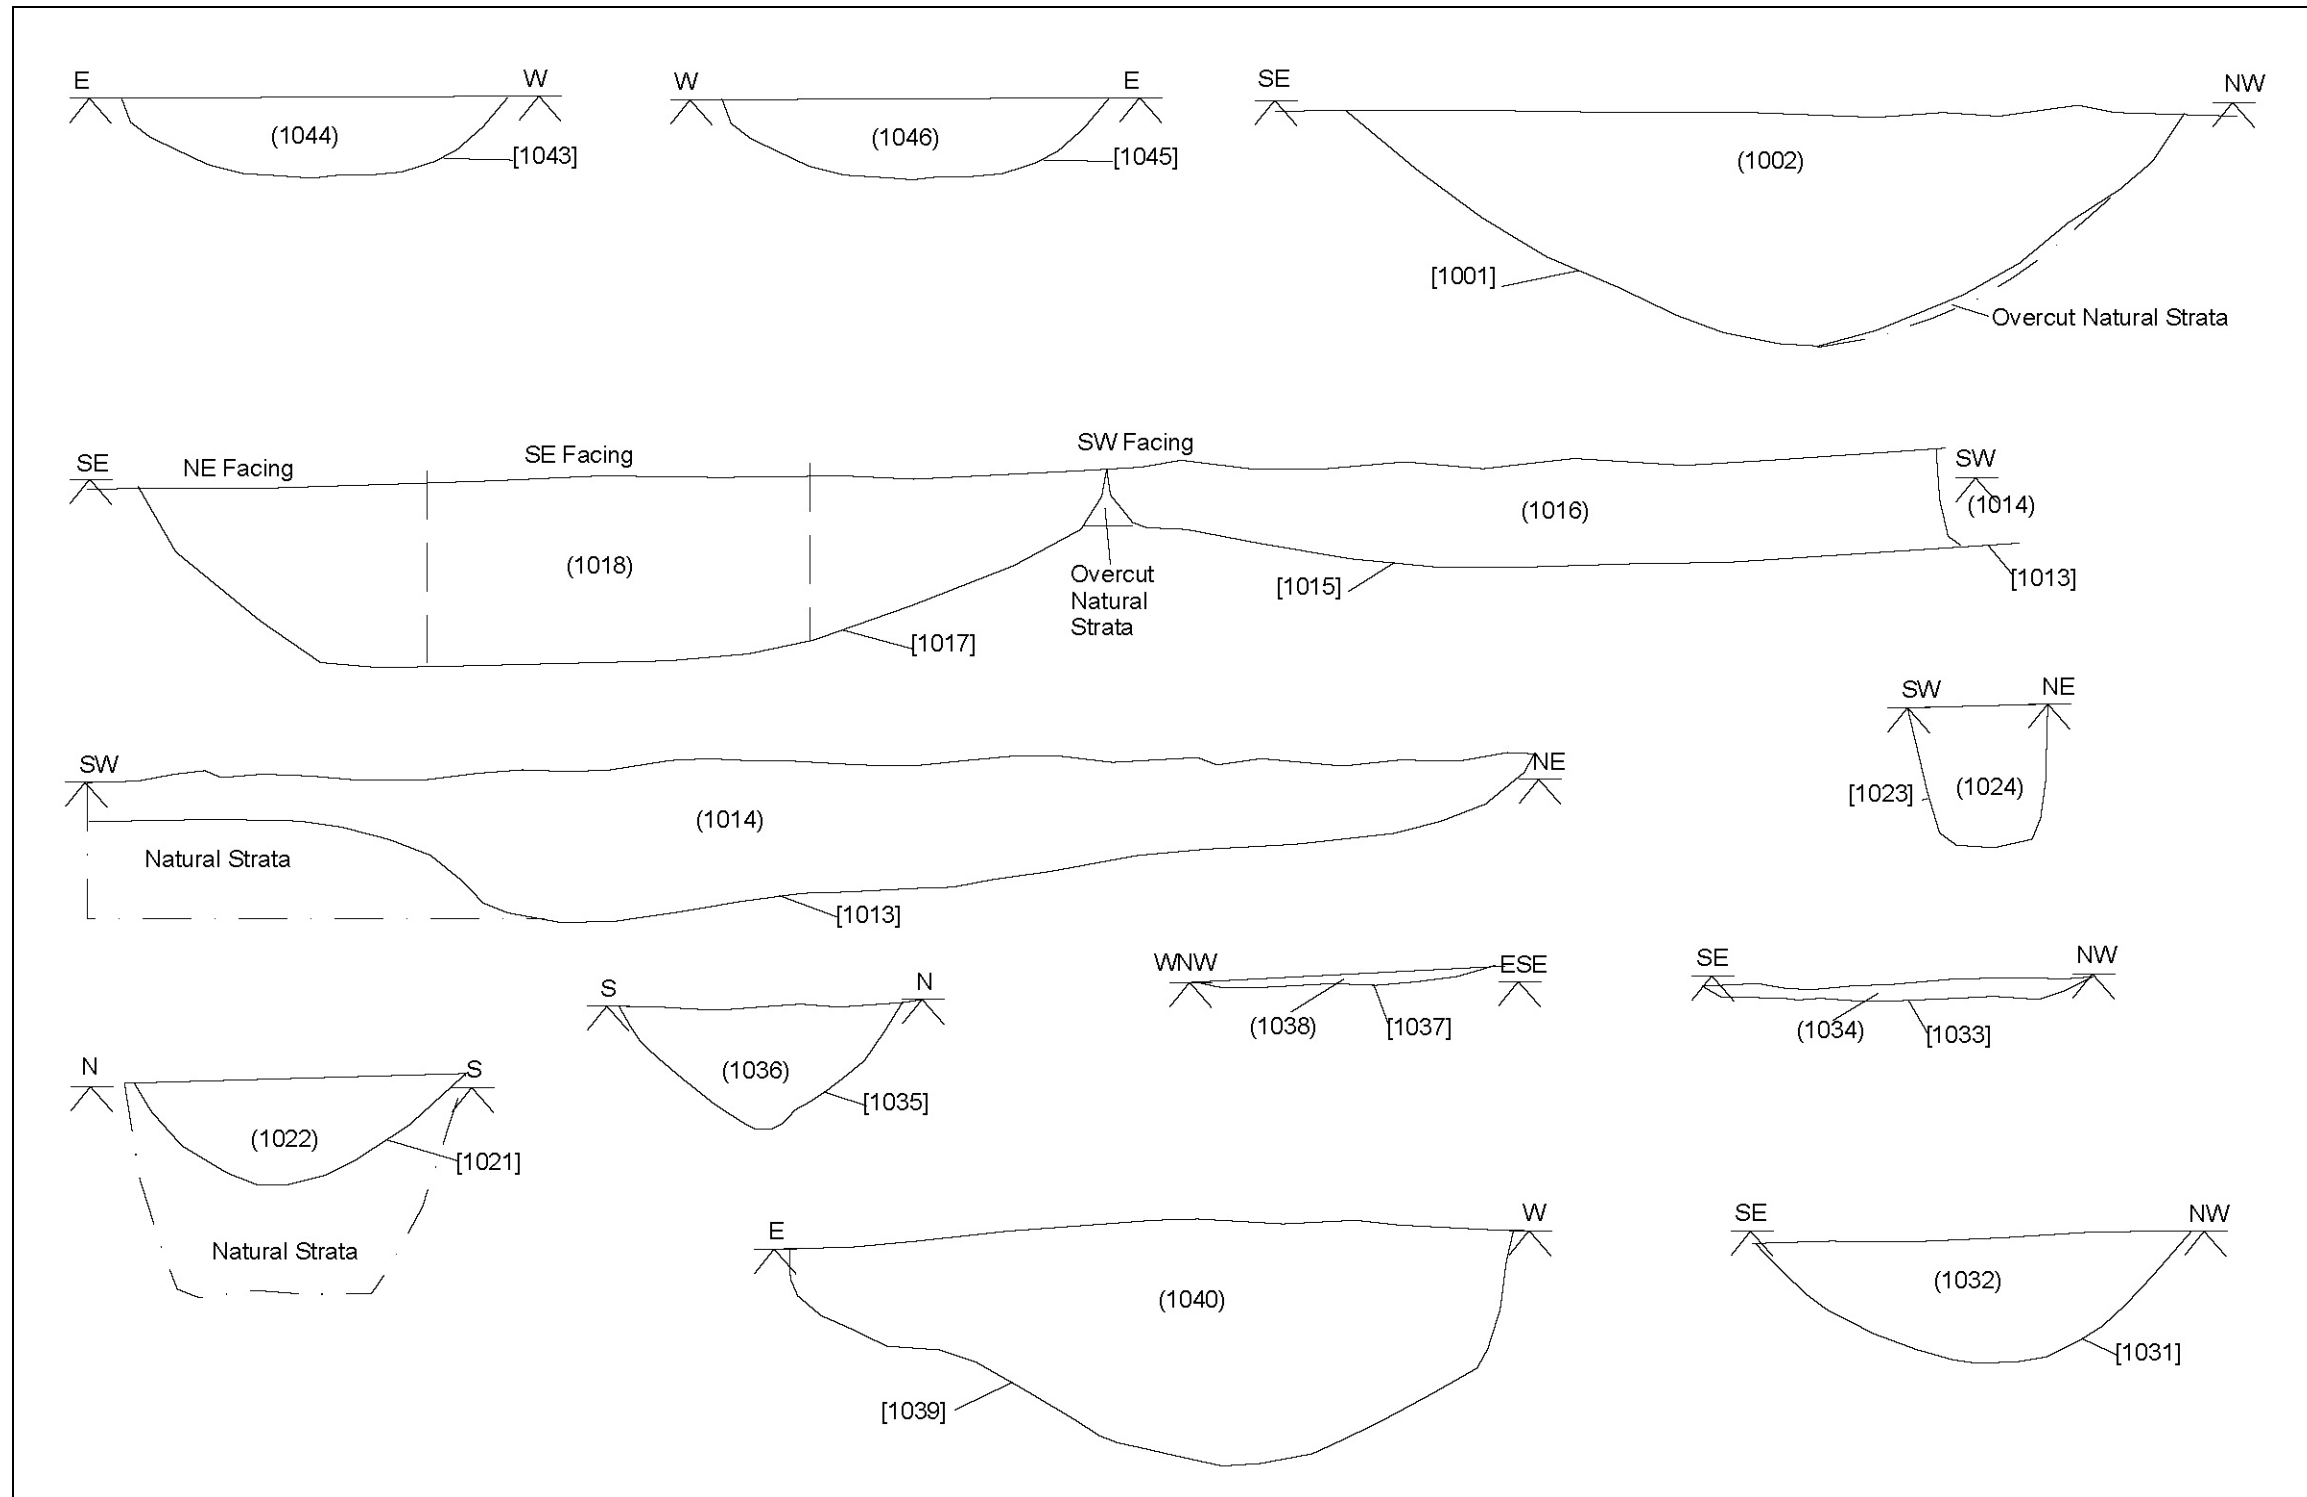 E
W
(1044)
[1043]
W
E
(1046)
[1045]
SE
NW
(1002)
[1001]
Overcut Natural Strata
SE
NE Facing
SE Facing
SW Facing
SW
(1014)
(1016)
(1018)
Overcut
Natural
Strata
[1015]
[1013]
[1017]
SW
NE
[1023]
(1024)
SW
NE
(1014)
Natural Strata
[1013]
S
N
(1036)
[1035]
WNW
ESE
(1038)
[1037]
SE
NW
(1034)
[1033]
N
S
(1022)
[1021]
Natural Strata
E
W
(1040)
[1039]
SE
NW
(1032)
[1031]